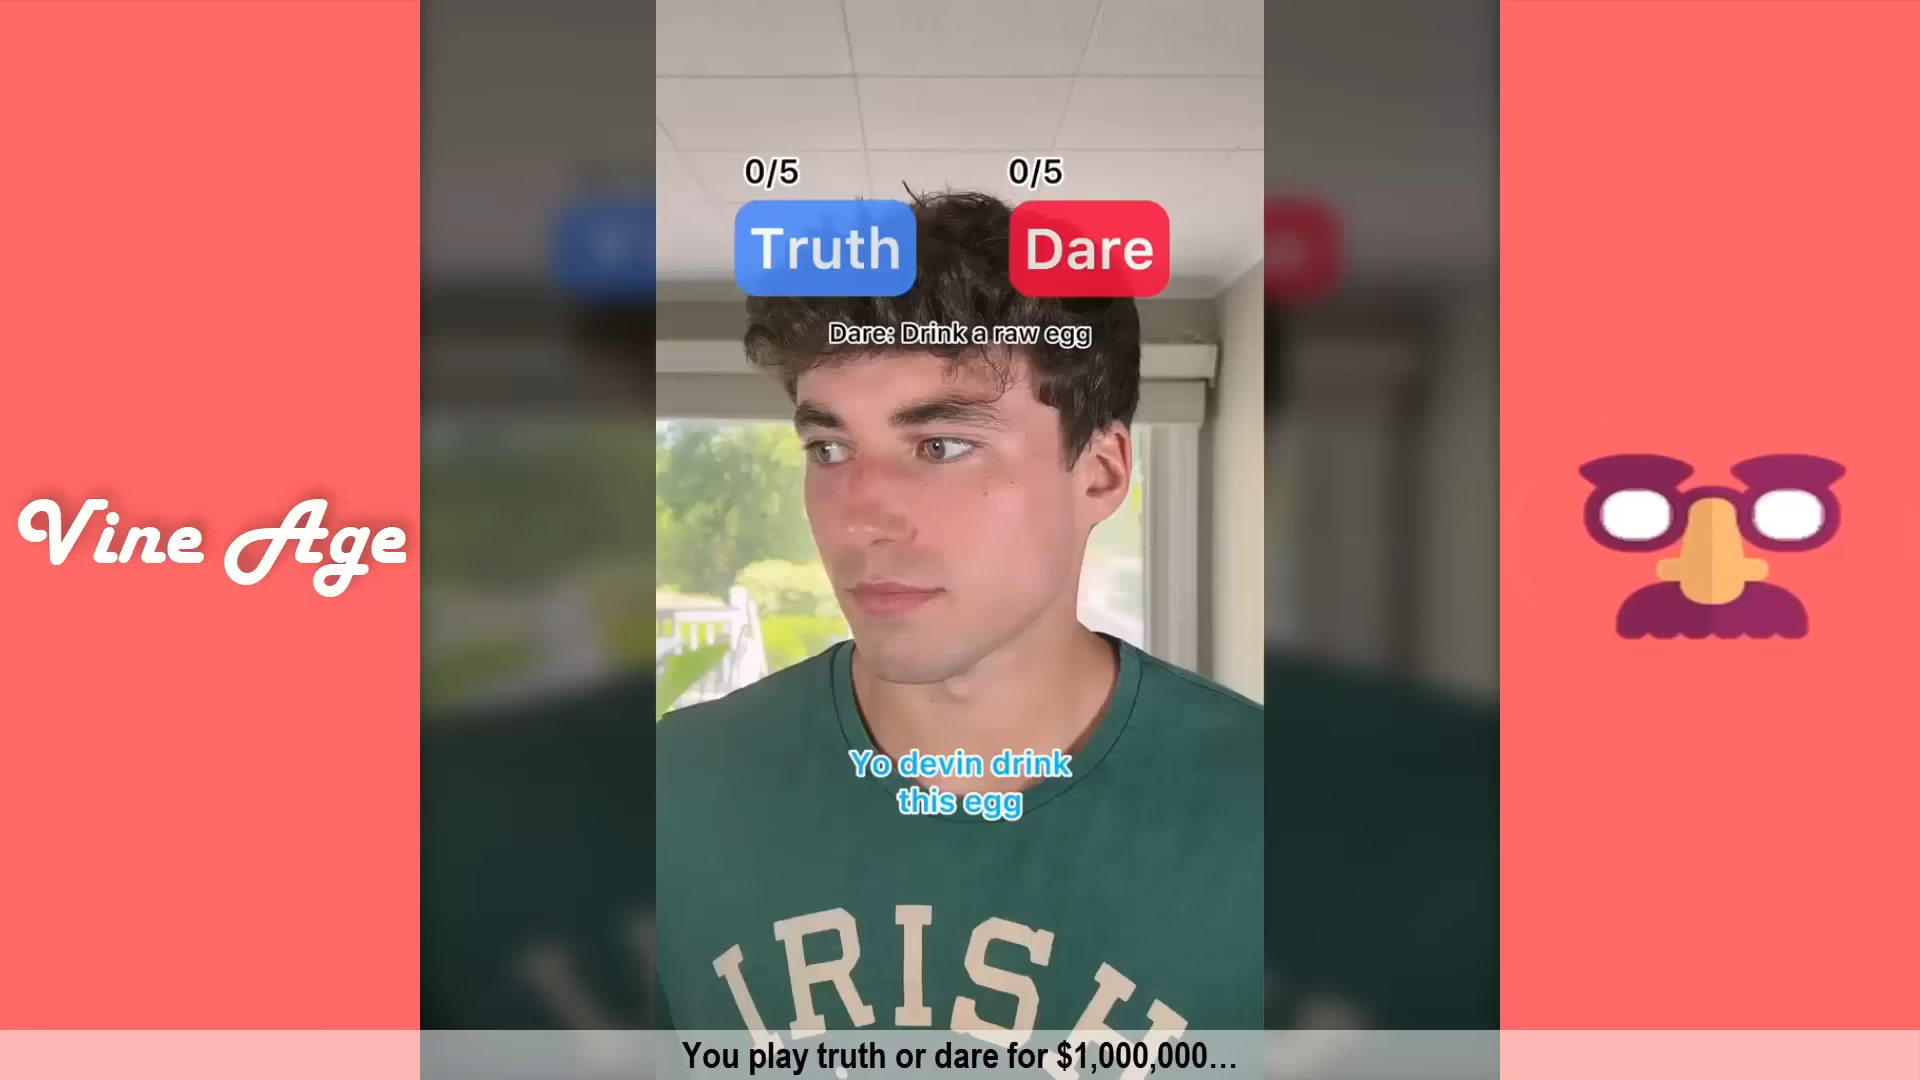 0/5
0/5
Truth
Dare
Dare: Drink a raw egg
Vine Age
Yo devin drink
this egg
IRISH
You play truth or dare for $1,000,000...